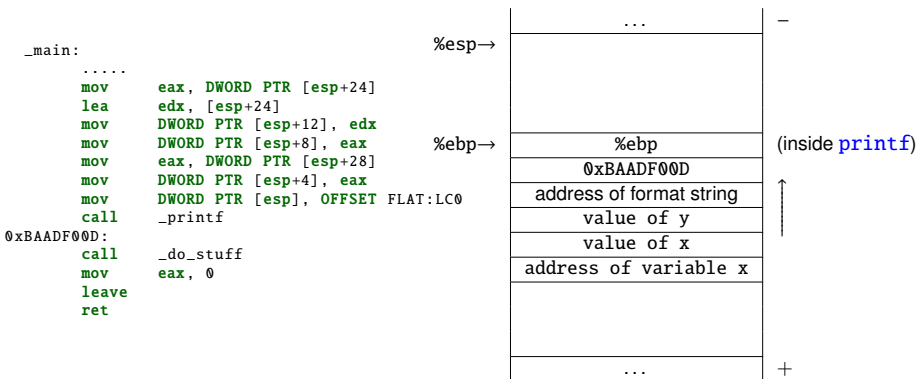 _main:
.....
mov eax, DWORD PTR [esp+24]
lea edx, [esp+24]
mov DWORD PTR [esp+12], edx
mov DWORD PTR [esp+8], eax
mov eax, DWORD PTR [esp+28]
mov DWORD PTR [esp+4], eax
mov DWORD PTR [esp], OFFSET FLAT:LC0
call _printf
0xBAADF00D:
call _do_stuff
mov eax, 0
leave
ret
%esp→
%ebp→
... −
%ebp (inside printf)
0xBAADF00D
address of format string
value of y
value of x
address of variable x
... +